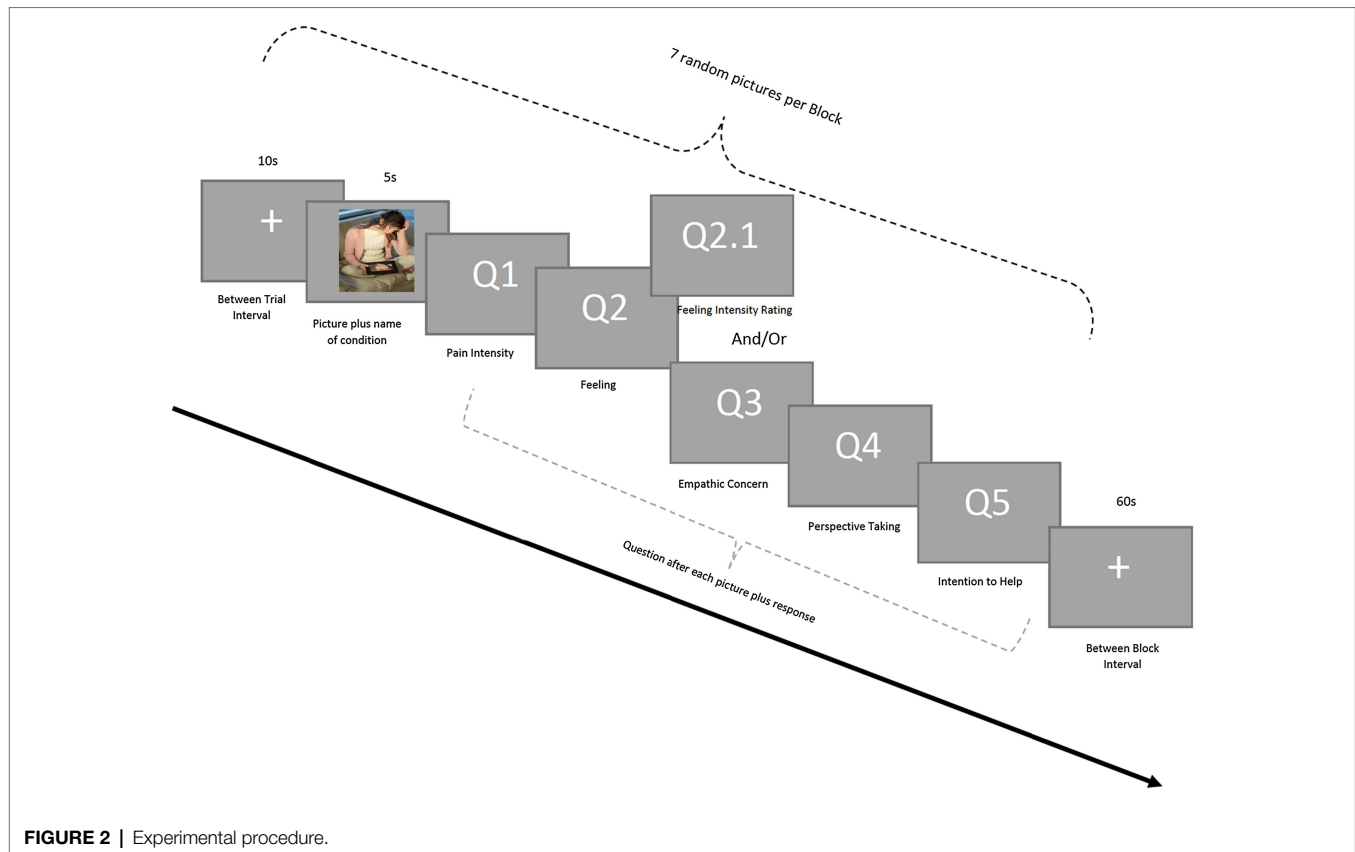 7 random pictures per Block
10s
+
Between Trial
Interval
5s
Picture plus name
of condition
Q1
Pain Intensity
Q2
Feeling
Q2.1
Feeling Intensity Rating
And/Or
Q3
Empathic Concern
Q4
Perspective Taking
Q5
Intention to Help
60s
+
Between Block
Interval
Question after each picture plus response
FIGURE 2 | Experimental procedure.